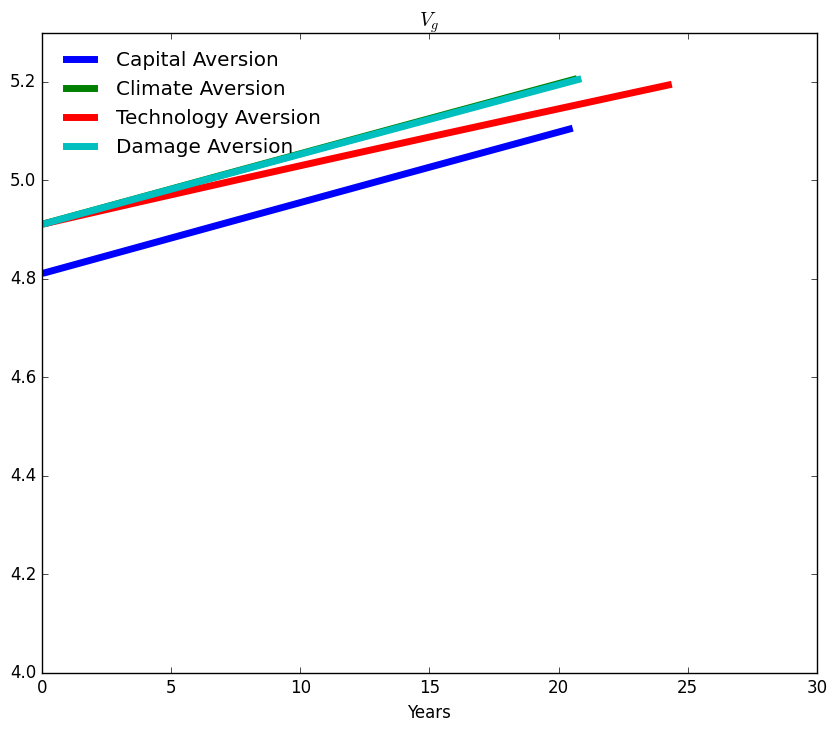 V_g
Capital Aversion
Climate Aversion
Technology Aversion
Damage Aversion
5.2
5.0
4.8
4.6
4.4
4.2
4.0
0 5 10 15 20 25 30
Years